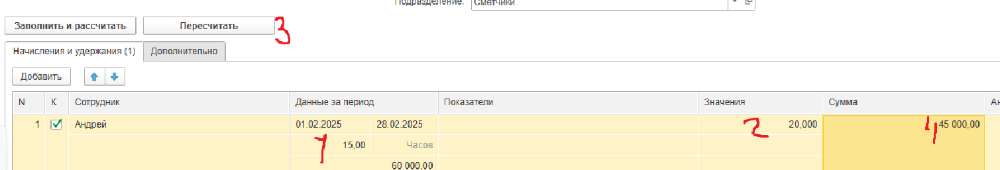 Подразделение: Сметчики
Заполнить и рассчитать Пересчитать 3
Начисления и удержания (1) Дополнительно
Добавить
N К Сотрудник Данные за период Показатели Значения Сумма
1 Андрей 01.02.2025 28.02.2025 2 20,000 4 45 000,00
1 15,00 Часов
60 000,00